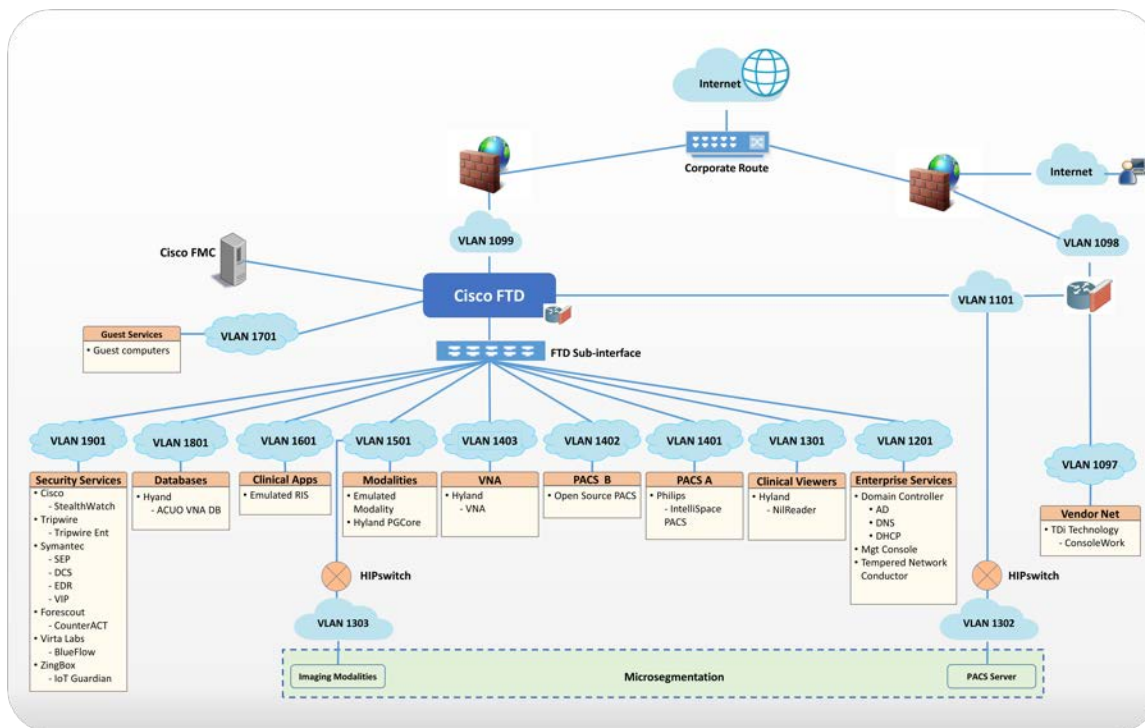 Internet
Corporate Route
Internet
VLAN 1099
VLAN 1098
Cisco FMC
Cisco FTD
VLAN 1101
Guest Services
• Guest computers
VLAN 1701
FTD Sub-interface
VLAN 1901
VLAN 1801
VLAN 1601
VLAN 1501
VLAN 1403
VLAN 1402
VLAN 1401
VLAN 1301
VLAN 1201
VLAN 1097
Security Services
• Cisco
- StealthWatch
• Tripwire
- Tripwire Ent
• Symantec
- SEP
- DCS
- EDR
- VIP
• Forescout
- CounterACT
• Virta Labs
- BlueFlow
• ZingBox
- IoT Guardian
Databases
• Hyand
- ACUO VNA DB
Clinical Apps
• Emulated RIS
Modalities
• Emulated
Modality
• Hyland PGCore
VNA
• Hyland
- VNA
PACS B
• Open Source PACS
PACS A
• Philips
- IntelliSpace
PACS
Clinical Viewers
• Hyland
- NilReader
Enterprise Services
• Domain Controller
• AD
• DNS
• DHCP
• Mgt Console
• Tempered Network
Conductor
Vendor Net
• TDi Technology
- ConsoleWork
HIPswitch
HIPswitch
VLAN 1303
VLAN 1302
Imaging Modalities
Microsegmentation
PACS Server